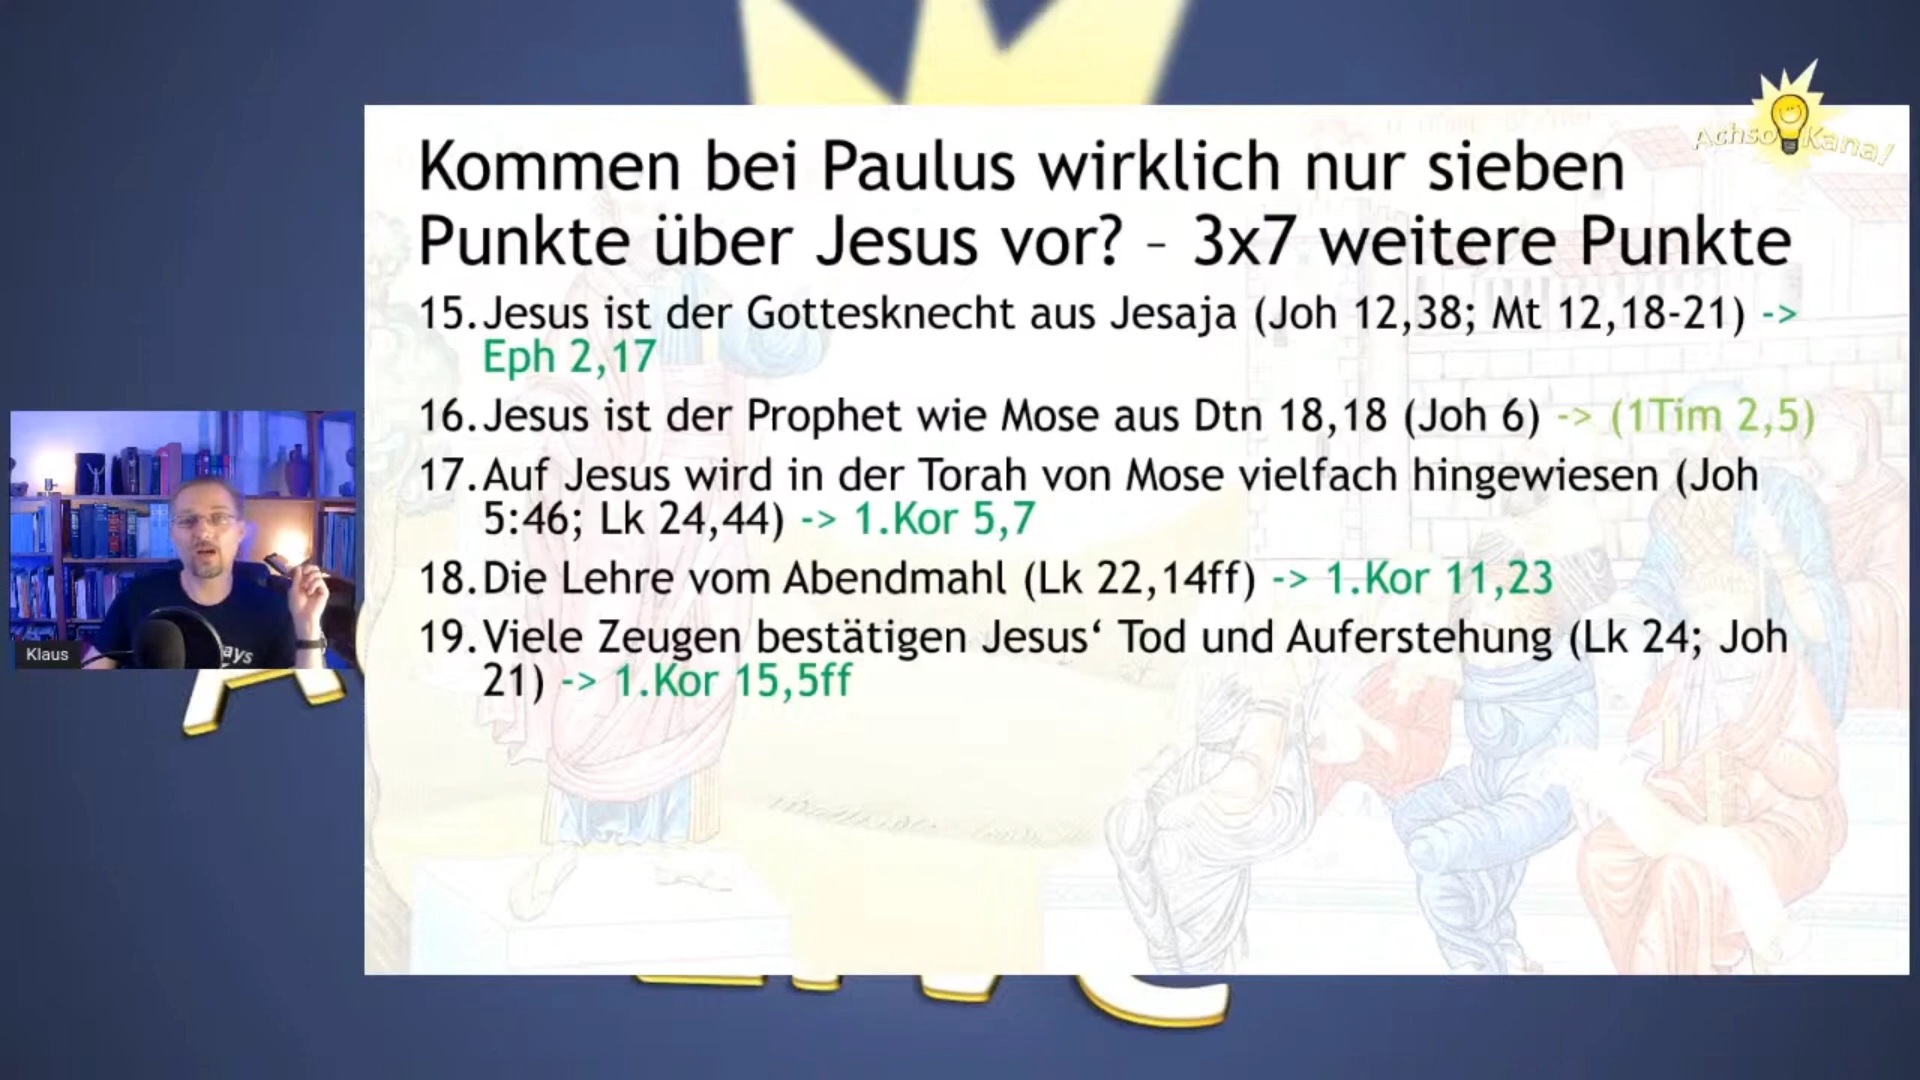 Achso Kanal
Kommen bei Paulus wirklich nur sieben
Punkte über Jesus vor? – 3x7 weitere Punkte
15. Jesus ist der Gottesknecht aus Jesaja (Joh 12,38; Mt 12,18-21) ->
Eph 2,17
16. Jesus ist der Prophet wie Mose aus Dtn 18,18 (Joh 6) -> (1Tim 2,5)
17. Auf Jesus wird in der Torah von Mose vielfach hingewiesen (Joh
5:46; Lk 24,44) -> 1.Kor 5,7
18. Die Lehre vom Abendmahl (Lk 22,14ff) -> 1.Kor 11,23
19. Viele Zeugen bestätigen Jesus‘ Tod und Auferstehung (Lk 24; Joh
21) -> 1.Kor 15,5ff
Klaus